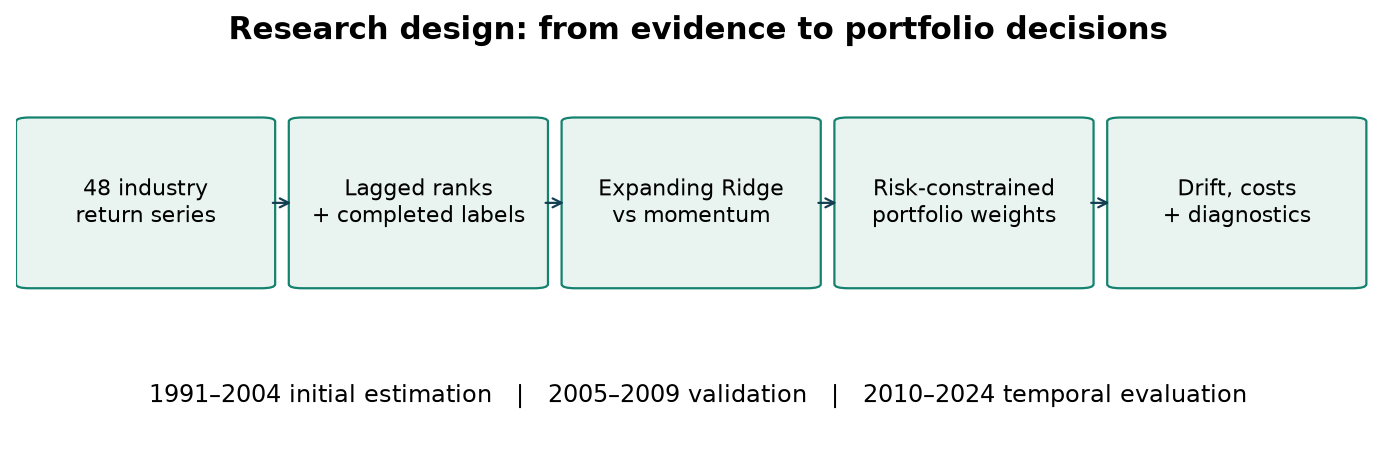 Research design: from evidence to portfolio decisions
48 industry
return series
Lagged ranks
+ completed labels
Expanding Ridge
vs momentum
Risk-constrained
portfolio weights
Drift, costs
+ diagnostics
1991–2004 initial estimation | 2005–2009 validation | 2010–2024 temporal evaluation